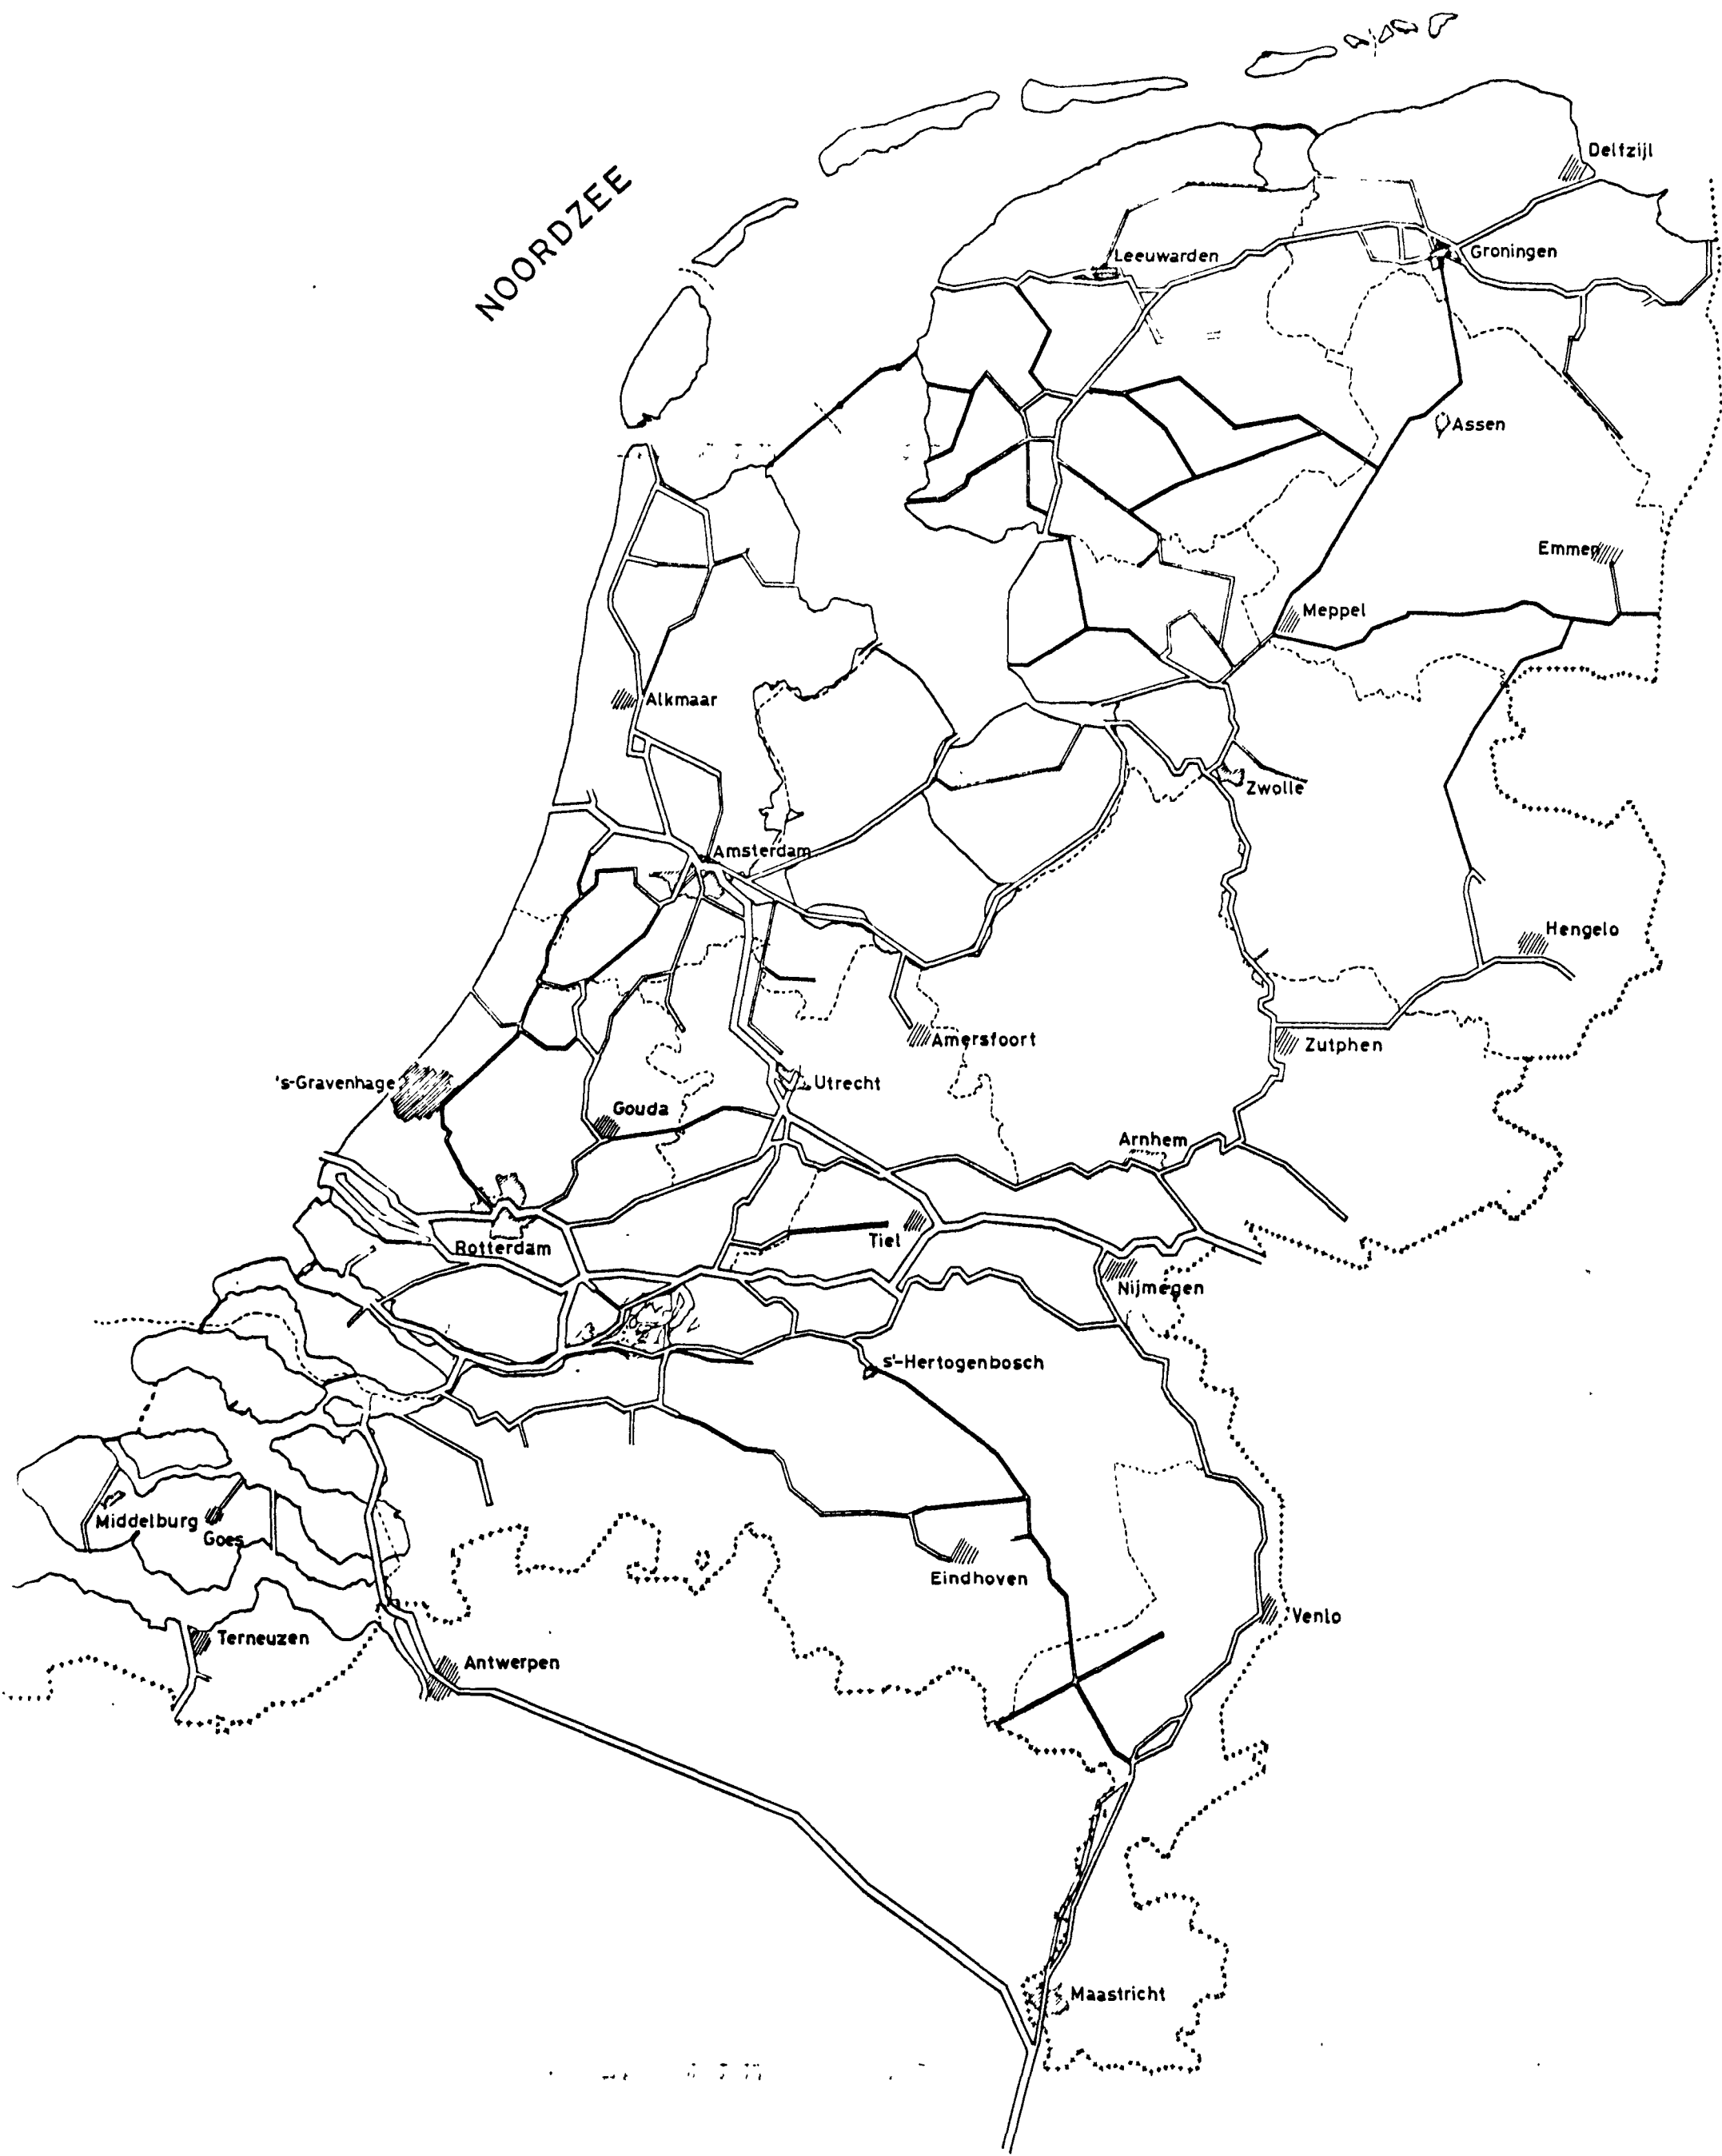 NOORDZEE
Delfzijl
Groningen
Leeuwarden
Assen
Emmen
Meppel
Alkmaar
Zwolle
Amsterdam
Hengelo
Amersfoort
Zutphen
's-Gravenhage
Utrecht
Gouda
Arnhem
Tiel
Rotterdam
Nijmegen
s'-Hertogenbosch
Middelburg
Goes
Eindhoven
Venlo
Terneuzen
Antwerpen
Maastricht